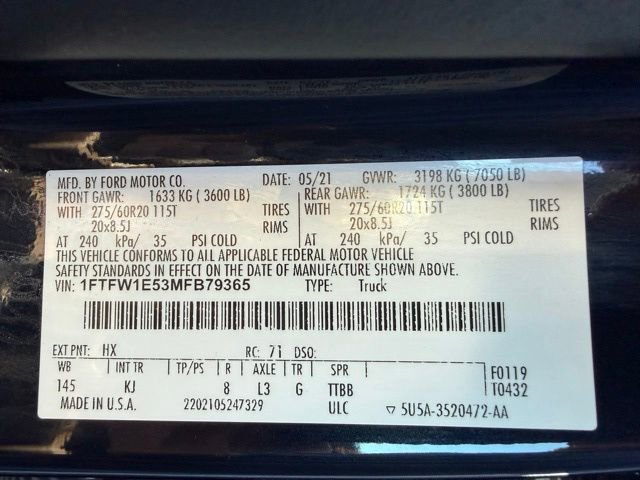 MFD. BY FORD MOTOR CO. DATE: 05/21 GVWR: 3198 KG ( 7050 LB)
FRONT GAWR: 1633 KG ( 3600 LB) REAR GAWR: 1724 KG ( 3800 LB)
WITH 275/60R20 115T TIRES WITH 275/60R20 115T TIRES
20x8.5J RIMS 20x8.5J RIMS
AT 240 kPa/ 35 PSI COLD AT 240 kPa/ 35 PSI COLD
THIS VEHICLE CONFORMS TO ALL APPLICABLE FEDERAL MOTOR VEHICLE
SAFETY STANDARDS IN EFFECT ON THE DATE OF MANUFACTURE SHOWN ABOVE.
VIN: 1FTFW1E53MFB79365 TYPE: Truck
EXT PNT: HX RC: 71 DSO:
WB INT TR TP/PS R AXLE TR SPR F0119
145 KJ 8 L3 G TTBB T0432
MADE IN U.S.A. 2202105247329 ULC ▽ 5U5A-3520472-AA